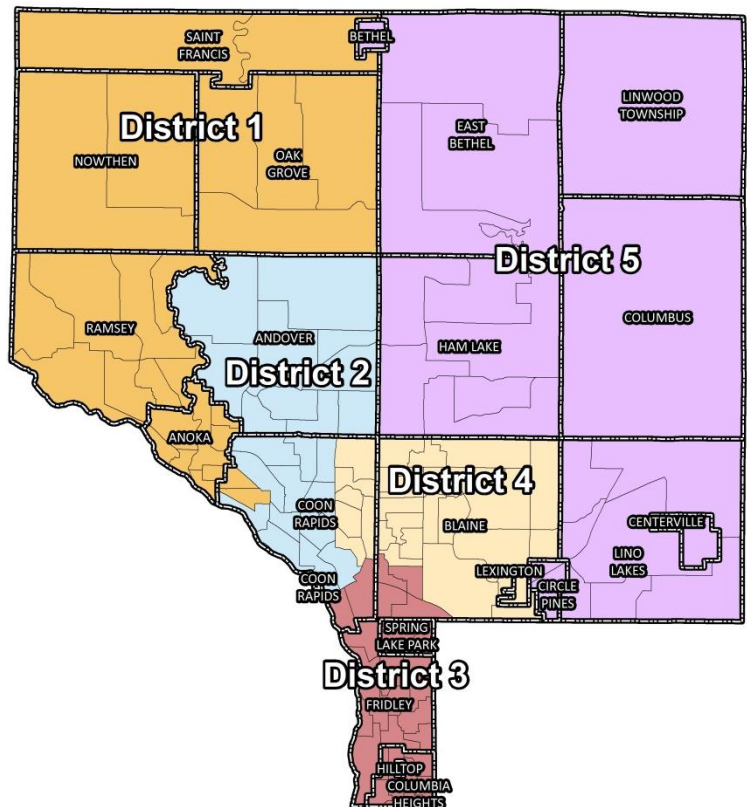 SAINT
FRANCIS
BETHEL
LINWOOD
TOWNSHIP
District 1
EAST
BETHEL
NOWTHEN
OAK
GROVE
District 5
RAMSEY
ANDOVER
HAM LAKE
COLUMBUS
District 2
ANOKA
District 4
COON
RAPIDS
BLAINE
CENTERVILLE
LINO
LAKES
LEXINGTON
COON
RAPIDS
CIRCLE
PINES
SPRING
LAKE PARK
District 3
FRIDLEY
HILLTOP
COLUMBIA
HEIGHTS